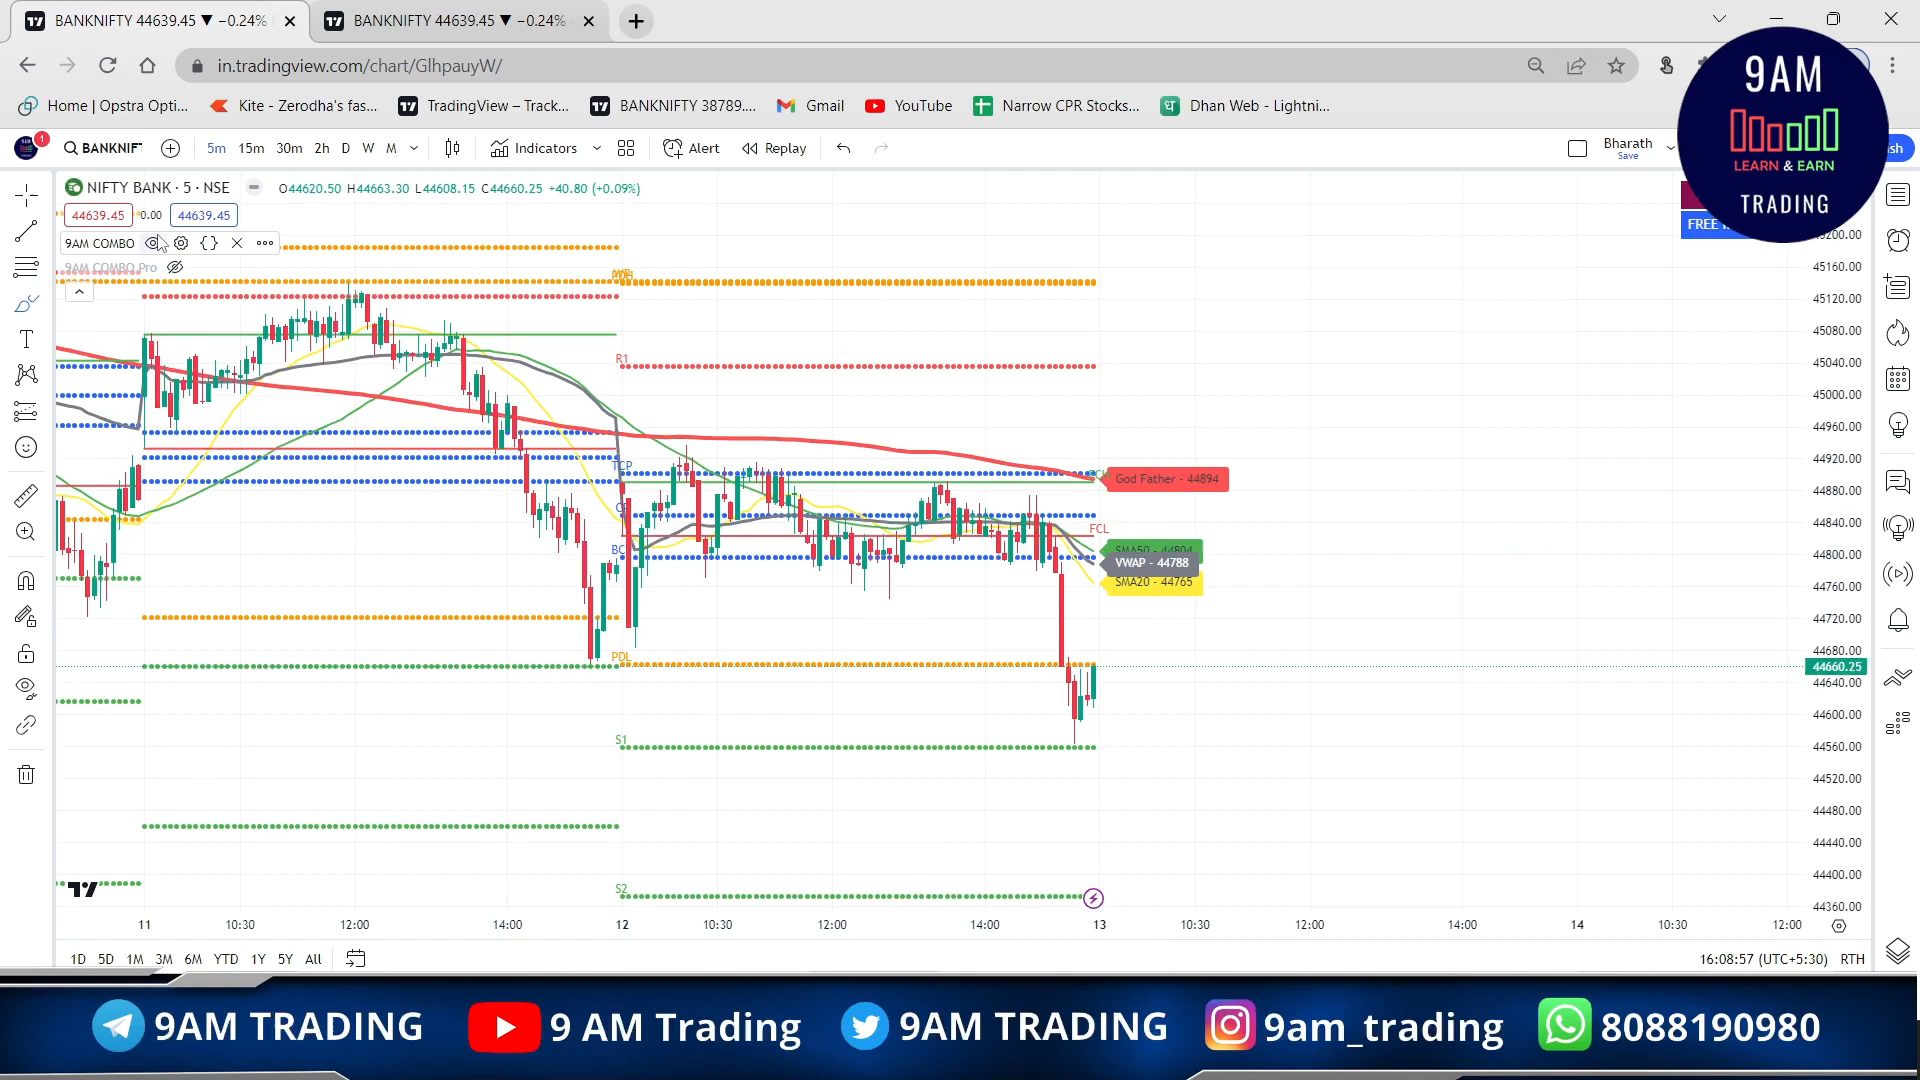 BANKNIFTY 44639.45 ▼ −0.24%
BANKNIFTY 44639.45 ▼ −0.24%
in.tradingview.com/chart/GlhpauyW/
Home | Opstra Opti...
Kite - Zerodha's fas...
TradingView – Track...
BANKNIFTY 38789....
Gmail
YouTube
Narrow CPR Stocks...
Dhan Web - Lightni...
9AM
LEARN & EARN
TRADING
1
BANKNIF
5m 15m 30m 2h D W M
Indicators
Alert
Replay
Bharath
Save
sh
NIFTY BANK · 5 · NSE
O44620.50 H44663.30 L44608.15 C44660.25 +40.80 (+0.09%)
44639.45 0.00 44639.45
9AM COMBO
9AM COMBO Pro
FREE
R1
TCP
BC
PDL
S1
S2
God Father - 44894
FCL
SMA50 - 44804
VWAP - 44788
SMA20 - 44765
45160.00
45120.00
45080.00
45040.00
45000.00
44960.00
44920.00
44880.00
44840.00
44800.00
44760.00
44720.00
44680.00
44660.25
44640.00
44600.00
44560.00
44520.00
44480.00
44440.00
44400.00
44360.00
11 10:30 12:00 14:00 12 10:30 12:00 14:00 13 10:30 12:00 14:00 14 10:30 12:00
1D 5D 1M 3M 6M YTD 1Y 5Y All
16:08:57 (UTC+5:30) RTH
9AM TRADING
9 AM Trading
9AM TRADING
9am_trading
8088190980